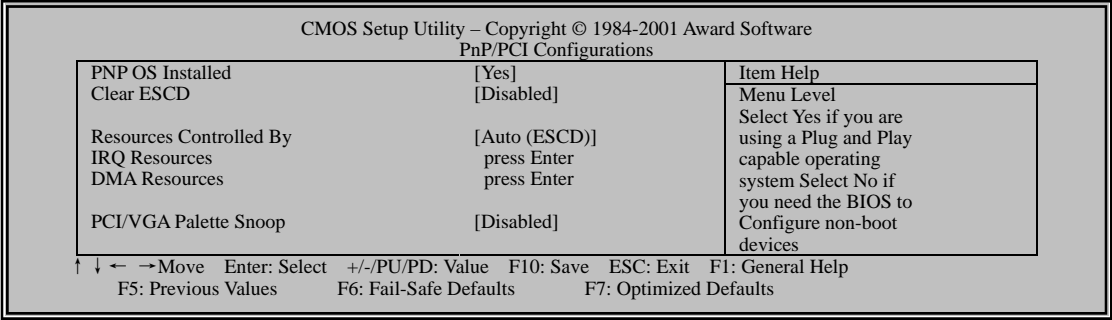 CMOS Setup Utility – Copyright © 1984-2001 Award Software
PnP/PCI Configurations
PNP OS Installed [Yes] Item Help
Clear ESCD [Disabled] Menu Level
Select Yes if you are
Resources Controlled By [Auto (ESCD)] using a Plug and Play
IRQ Resources press Enter capable operating
DMA Resources press Enter system Select No if
you need the BIOS to
PCI/VGA Palette Snoop [Disabled] Configure non-boot
devices
↑ ↓ ← →Move Enter: Select +/-/PU/PD: Value F10: Save ESC: Exit F1: General Help
F5: Previous Values F6: Fail-Safe Defaults F7: Optimized Defaults